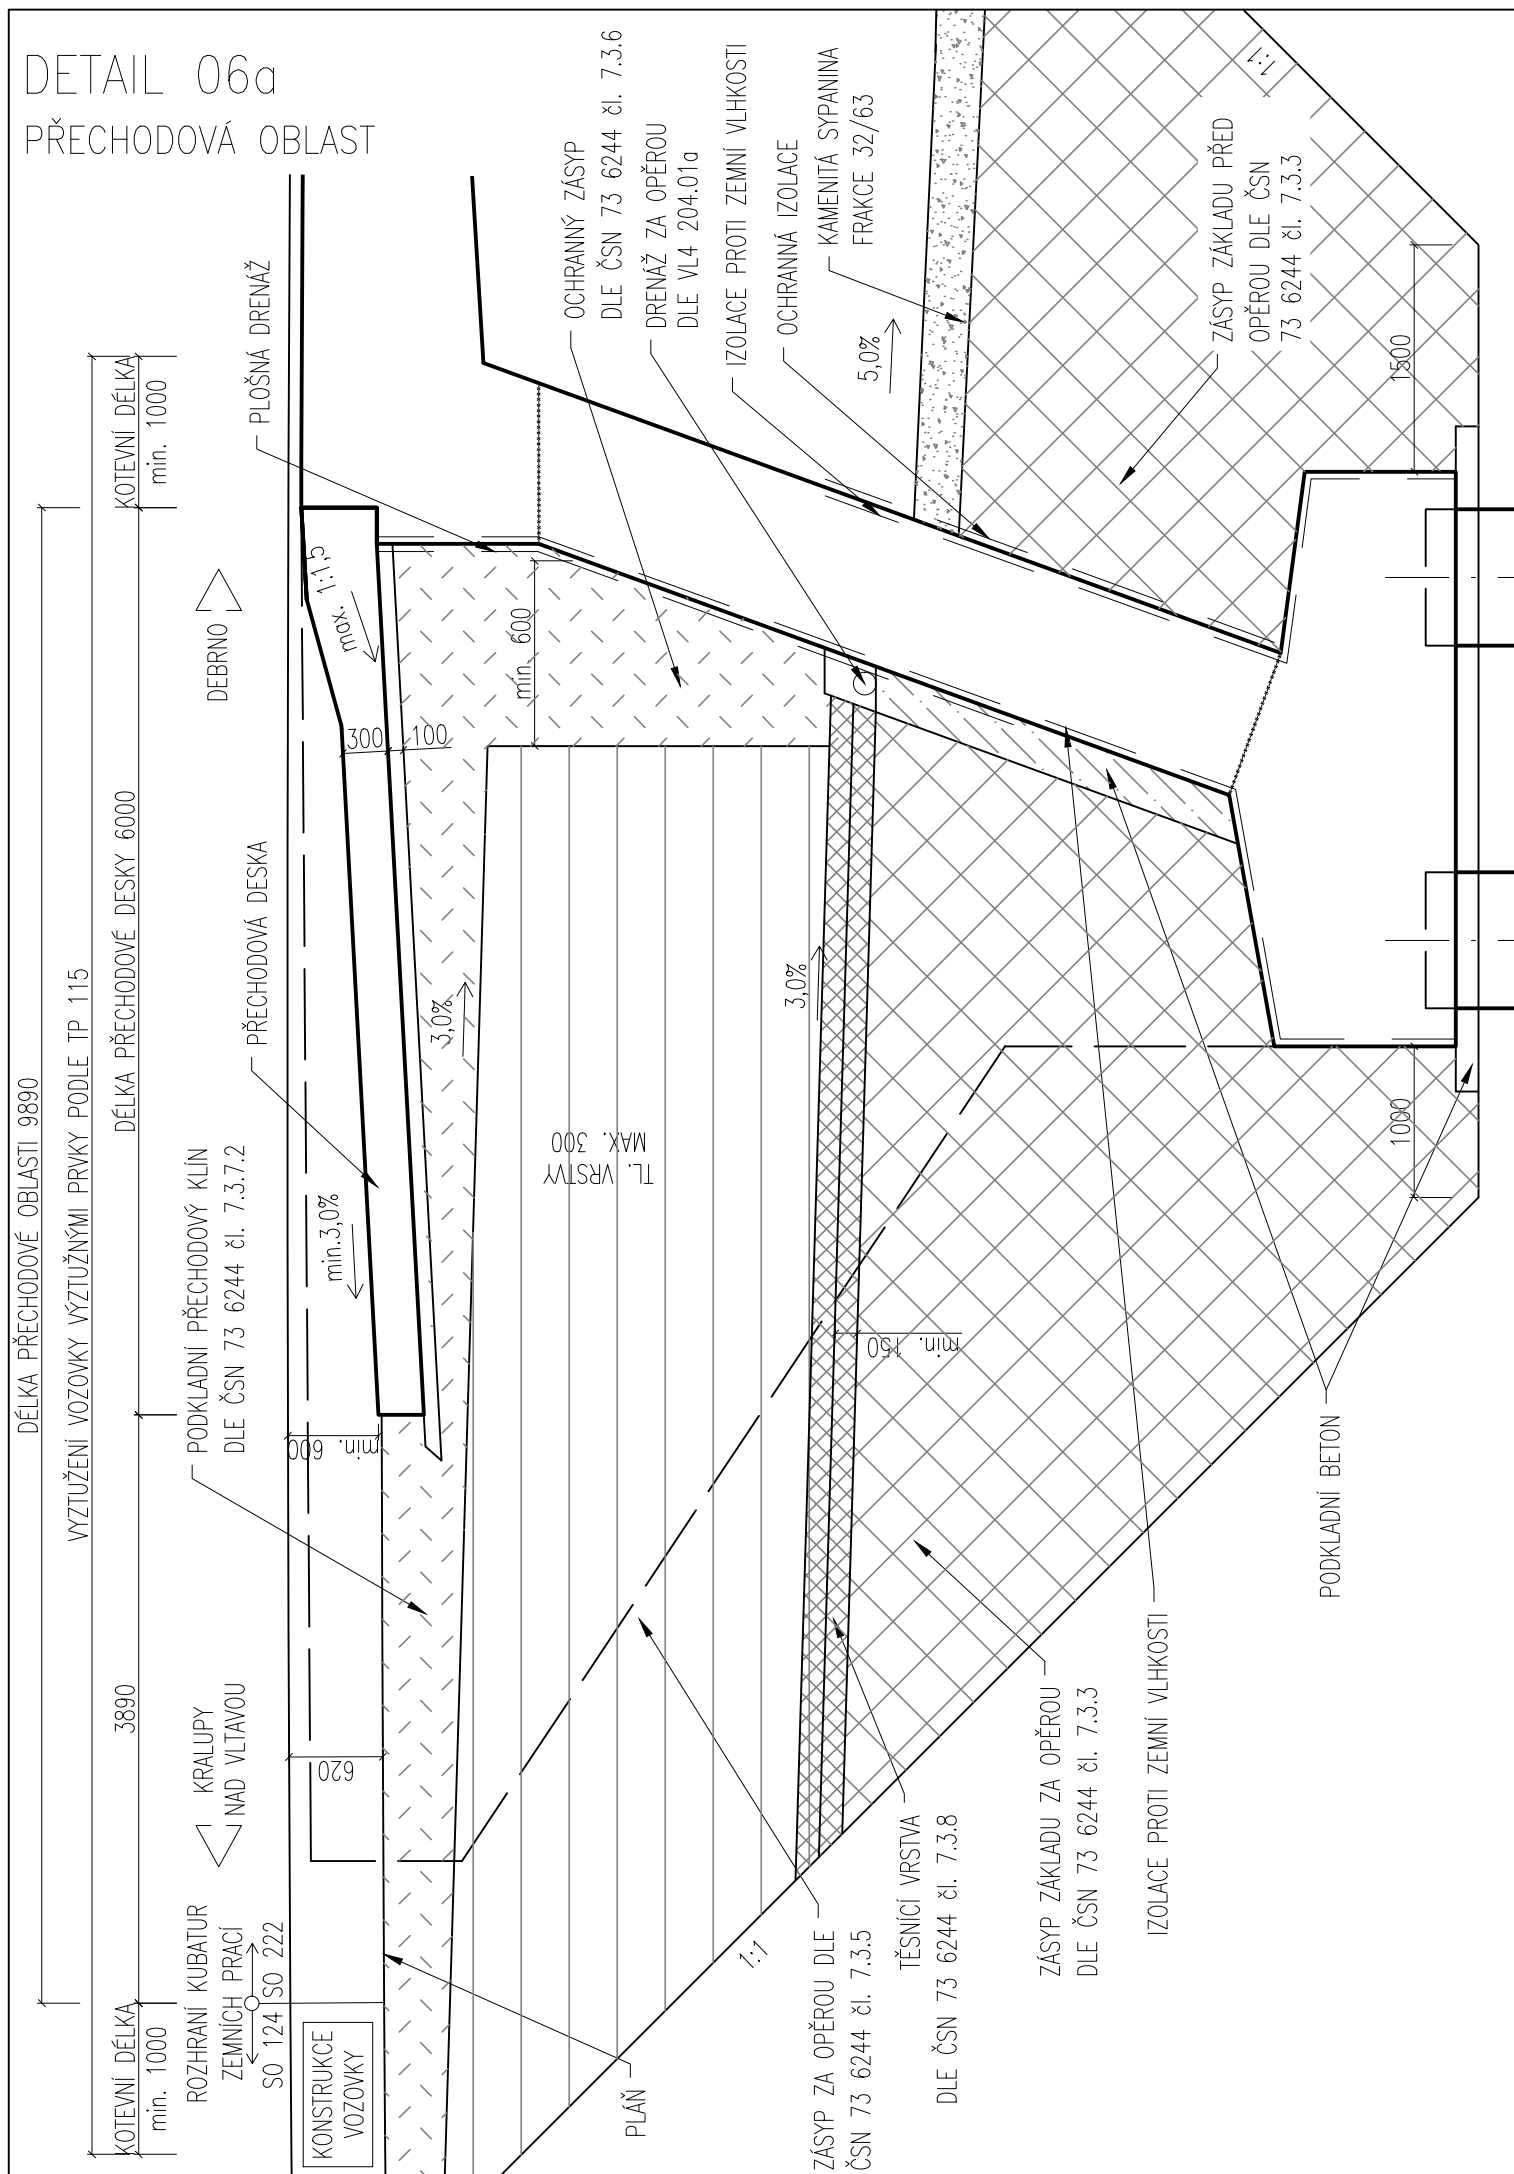 DETAIL 06a
PŘECHODOVÁ OBLAST
DÉLKA PŘECHODOVÉ OBLASTI 9890
VYZTUŽENÍ VOZOVKY VÝZTUŽNÝMI PRVKY PODLE TP 115
KOTEVNÍ DÉLKA
min. 1000
3890
DÉLKA PŘECHODOVÉ DESKY 6000
KOTEVNÍ DÉLKA
min. 1000
ROZHRANÍ KUBATUR
ZEMNÍCH PRACÍ
SO 124 SO 222
KRALUPY
NAD VLTAVOU
DEBRNO
PODKLADNÍ PŘECHODOVÝ KLÍN
DLE ČSN 73 6244 čl. 7.3.7.2
PŘECHODOVÁ DESKA
PLOŠNÁ DRENÁŽ
KONSTRUKCE
VOZOVKY
620
min. 600
min.3,0%
300
100
max. 1:1,5
3,0%
min. 600
TL. VRSTVY
MAX. 300
3,0%
min. 150
OCHRANNÝ ZÁSYP
DLE ČSN 73 6244 čl. 7.3.6
DRENÁŽ ZA OPĚROU
DLE VL4 204.01a
IZOLACE PROTI ZEMNÍ VLHKOSTI
OCHRANNÁ IZOLACE
KAMENITÁ SYPANINA
FRAKCE 32/63
5,0%
ZÁSYP ZÁKLADU PŘED
OPĚROU DLE ČSN
73 6244 čl. 7.3.3
1:1
1500
1000
PLÁŇ
1:1
ZÁSYP ZA OPĚROU DLE
ČSN 73 6244 čl. 7.3.5
TĚSNÍCÍ VRSTVA
DLE ČSN 73 6244 čl. 7.3.8
ZÁSYP ZÁKLADU ZA OPĚROU
DLE ČSN 73 6244 čl. 7.3.3
IZOLACE PROTI ZEMNÍ VLHKOSTI
PODKLADNÍ BETON